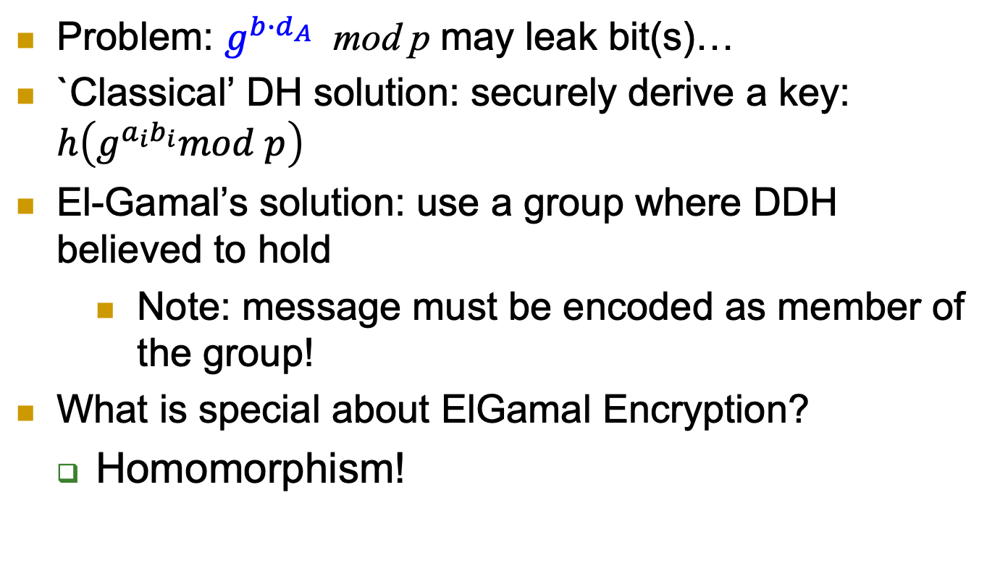 Problem: $g^{b \cdot d_A}$ mod p may leak bit(s)…
`Classical’ DH solution: securely derive a key:
$h(g^{a_i b_i} mod\ p)$
El-Gamal’s solution: use a group where DDH
believed to hold
Note: message must be encoded as member of
the group!
What is special about ElGamal Encryption?
Homomorphism!